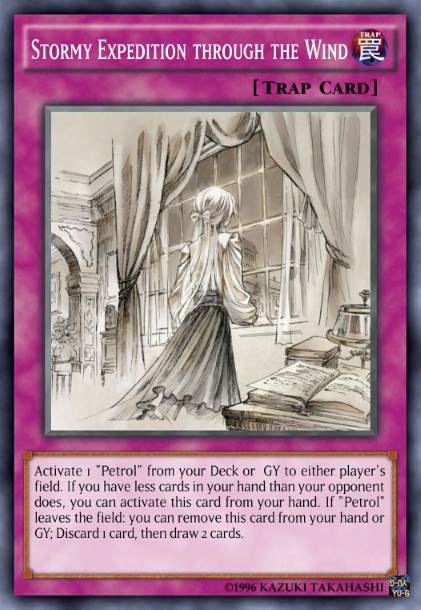 Stormy Expedition through the Wind
TRAP
罠
[Trap Card]
Activate 1 "Petrol" from your Deck or GY to either player's
field. If you have less cards in your hand than your opponent
does, you can activate this card from your hand. If "Petrol"
leaves the field: you can remove this card from your hand or
GY; Discard 1 card, then draw 2 cards.
©1996 KAZUKI TAKAHASHI